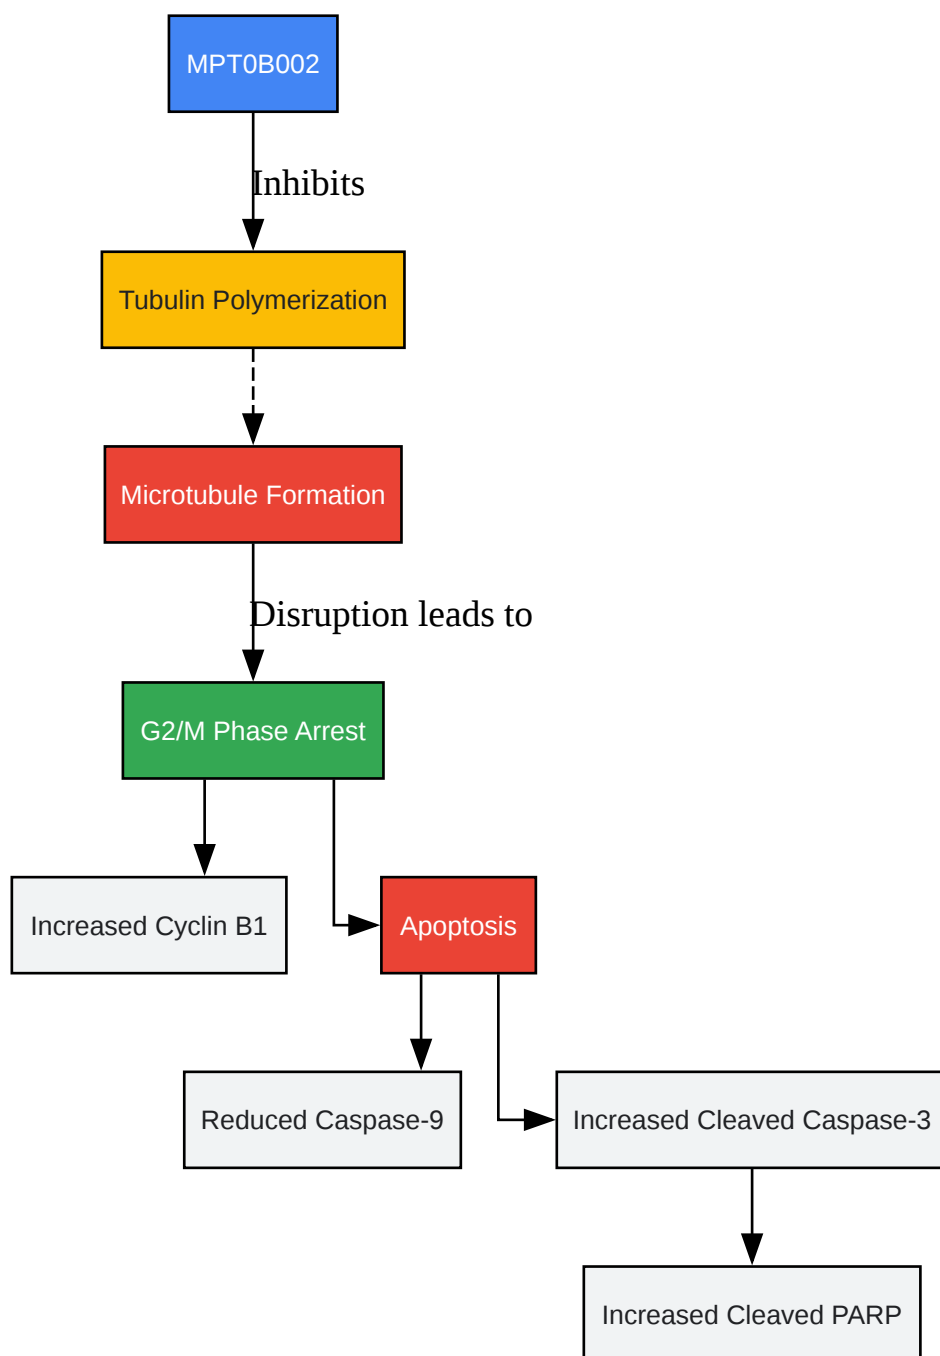 MPT0B002
Inhibits
Tubulin Polymerization
Microtubule Formation
Disruption leads to
G2/M Phase Arrest
Increased Cyclin B1
Apoptosis
Reduced Caspase-9
Increased Cleaved Caspase-3
Increased Cleaved PARP